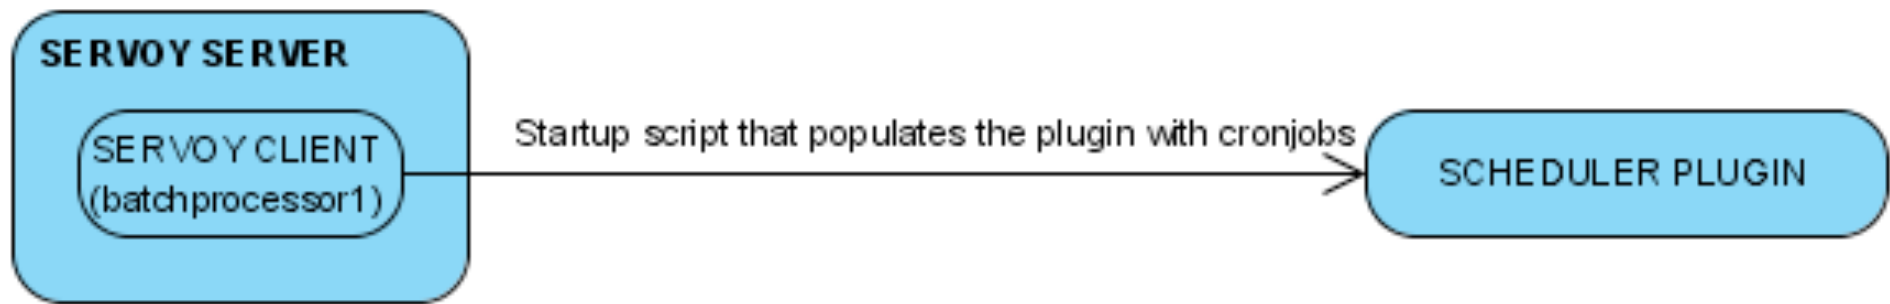 SERVOY SERVER
SERVOY CLIENT
(batchprocessor1)
Startup script that populates the plugin with cronjobs
SCHEDULER PLUGIN